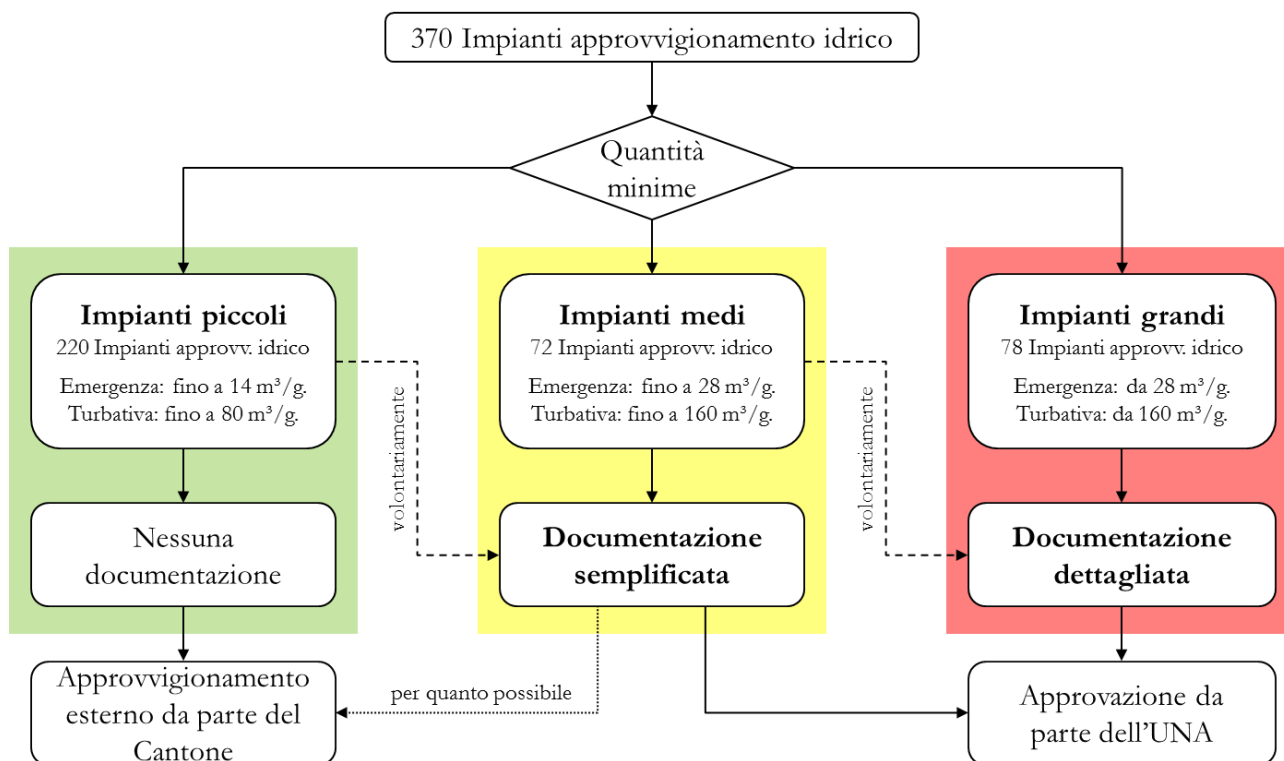 370 Impianti approvvigionamento idrico
Quantità
minime
Impianti piccoli
220 Impianti approvv. idrico
Emergenza: fino a 14 m³/g.
Turbativa: fino a 80 m³/g.
volontariamente
Impianti medi
72 Impianti approvv. idrico
Emergenza: fino a 28 m³/g.
Turbativa: fino a 160 m³/g.
volontariamente
Impianti grandi
78 Impianti approvv. idrico
Emergenza: da 28 m³/g.
Turbativa: da 160 m³/g.
Nessuna
documentazione
Documentazione
semplificata
Documentazione
dettagliata
Approvvigionamento
esterno da parte del
Cantone
per quanto possibile
Approvazione da
parte dell'UNA